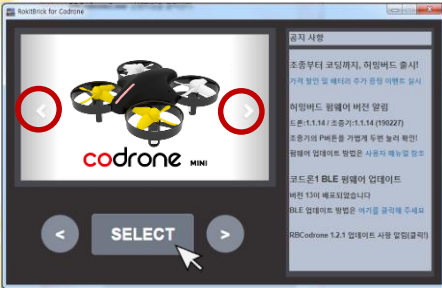 RokitBrick for Codrone
codrone MINI
<
SELECT
>
공지 사항
조종부터 코딩까지, 허밍버드 출시!
가격 할인 및 배터리 추가 증정 이벤트 실시
허밍버드 펌웨어 버전 알림
드론:1.1.14 / 조종기:1.1.14 (190227)
조종기의 P버튼을 가볍게 두번 눌러 확인!
펌웨어 업데이트 방법은 사용자 매뉴얼 참조
코드론1 BLE 펌웨어 업데이트
버전 13이 배포되었습니다
BLE 업데이트 방법은 여기를 클릭해 주세요
RBCodrone 1.2.1 업데이트 사항 알림(클릭!)